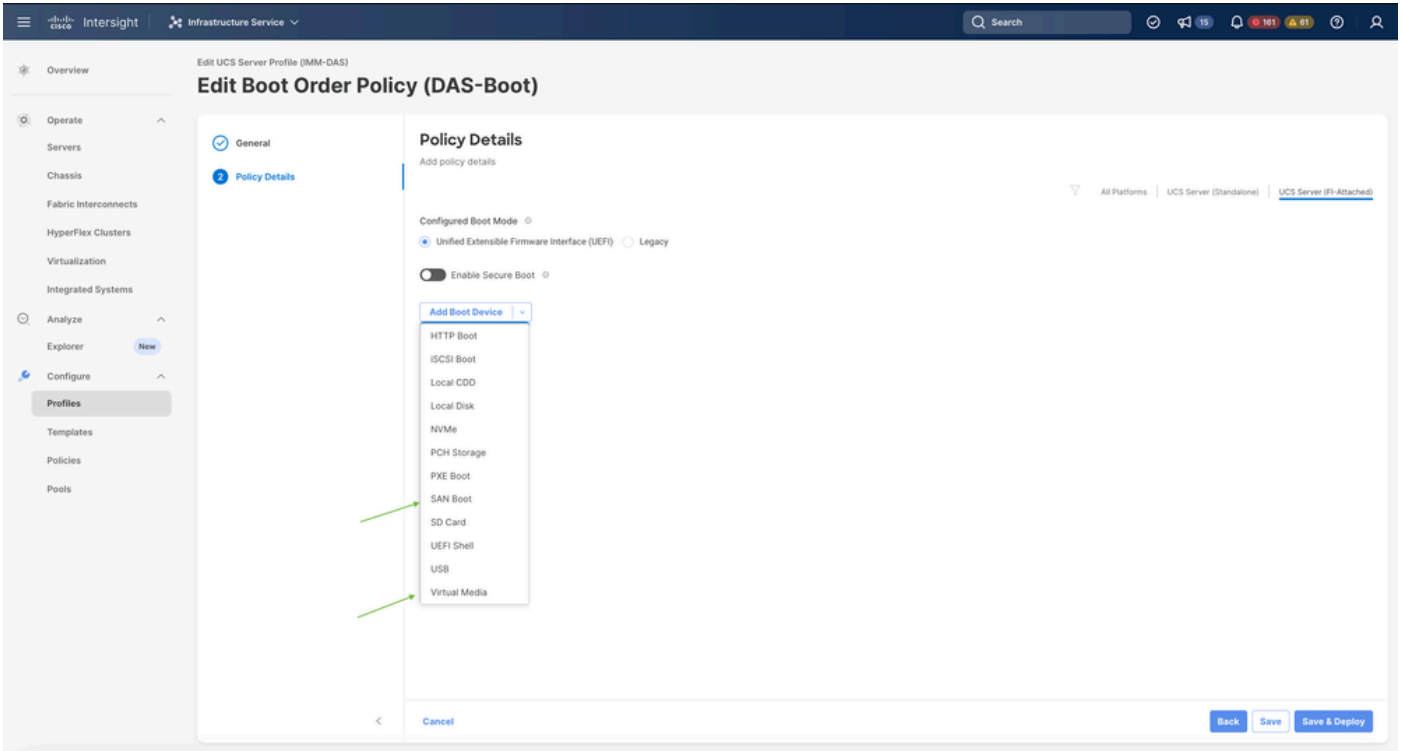 cisco Intersight
Infrastructure Service
Search
15
161
61
Overview
Operate
Servers
Chassis
Fabric Interconnects
HyperFlex Clusters
Virtualization
Integrated Systems
Analyze
Explorer New
Configure
Profiles
Templates
Policies
Pools
Edit UCS Server Profile (IMM-DAS)
Edit Boot Order Policy (DAS-Boot)
General
2 Policy Details
Policy Details
Add policy details
All Platforms | UCS Server (Standalone) | UCS Server (FI-Attached)
Configured Boot Mode
Unified Extensible Firmware Interface (UEFI) Legacy
Enable Secure Boot
Add Boot Device
HTTP Boot
iSCSI Boot
Local CDD
Local Disk
NVMe
PCH Storage
PXE Boot
SAN Boot
SD Card
UEFI Shell
USB
Virtual Media
Cancel
Back Save Save & Deploy